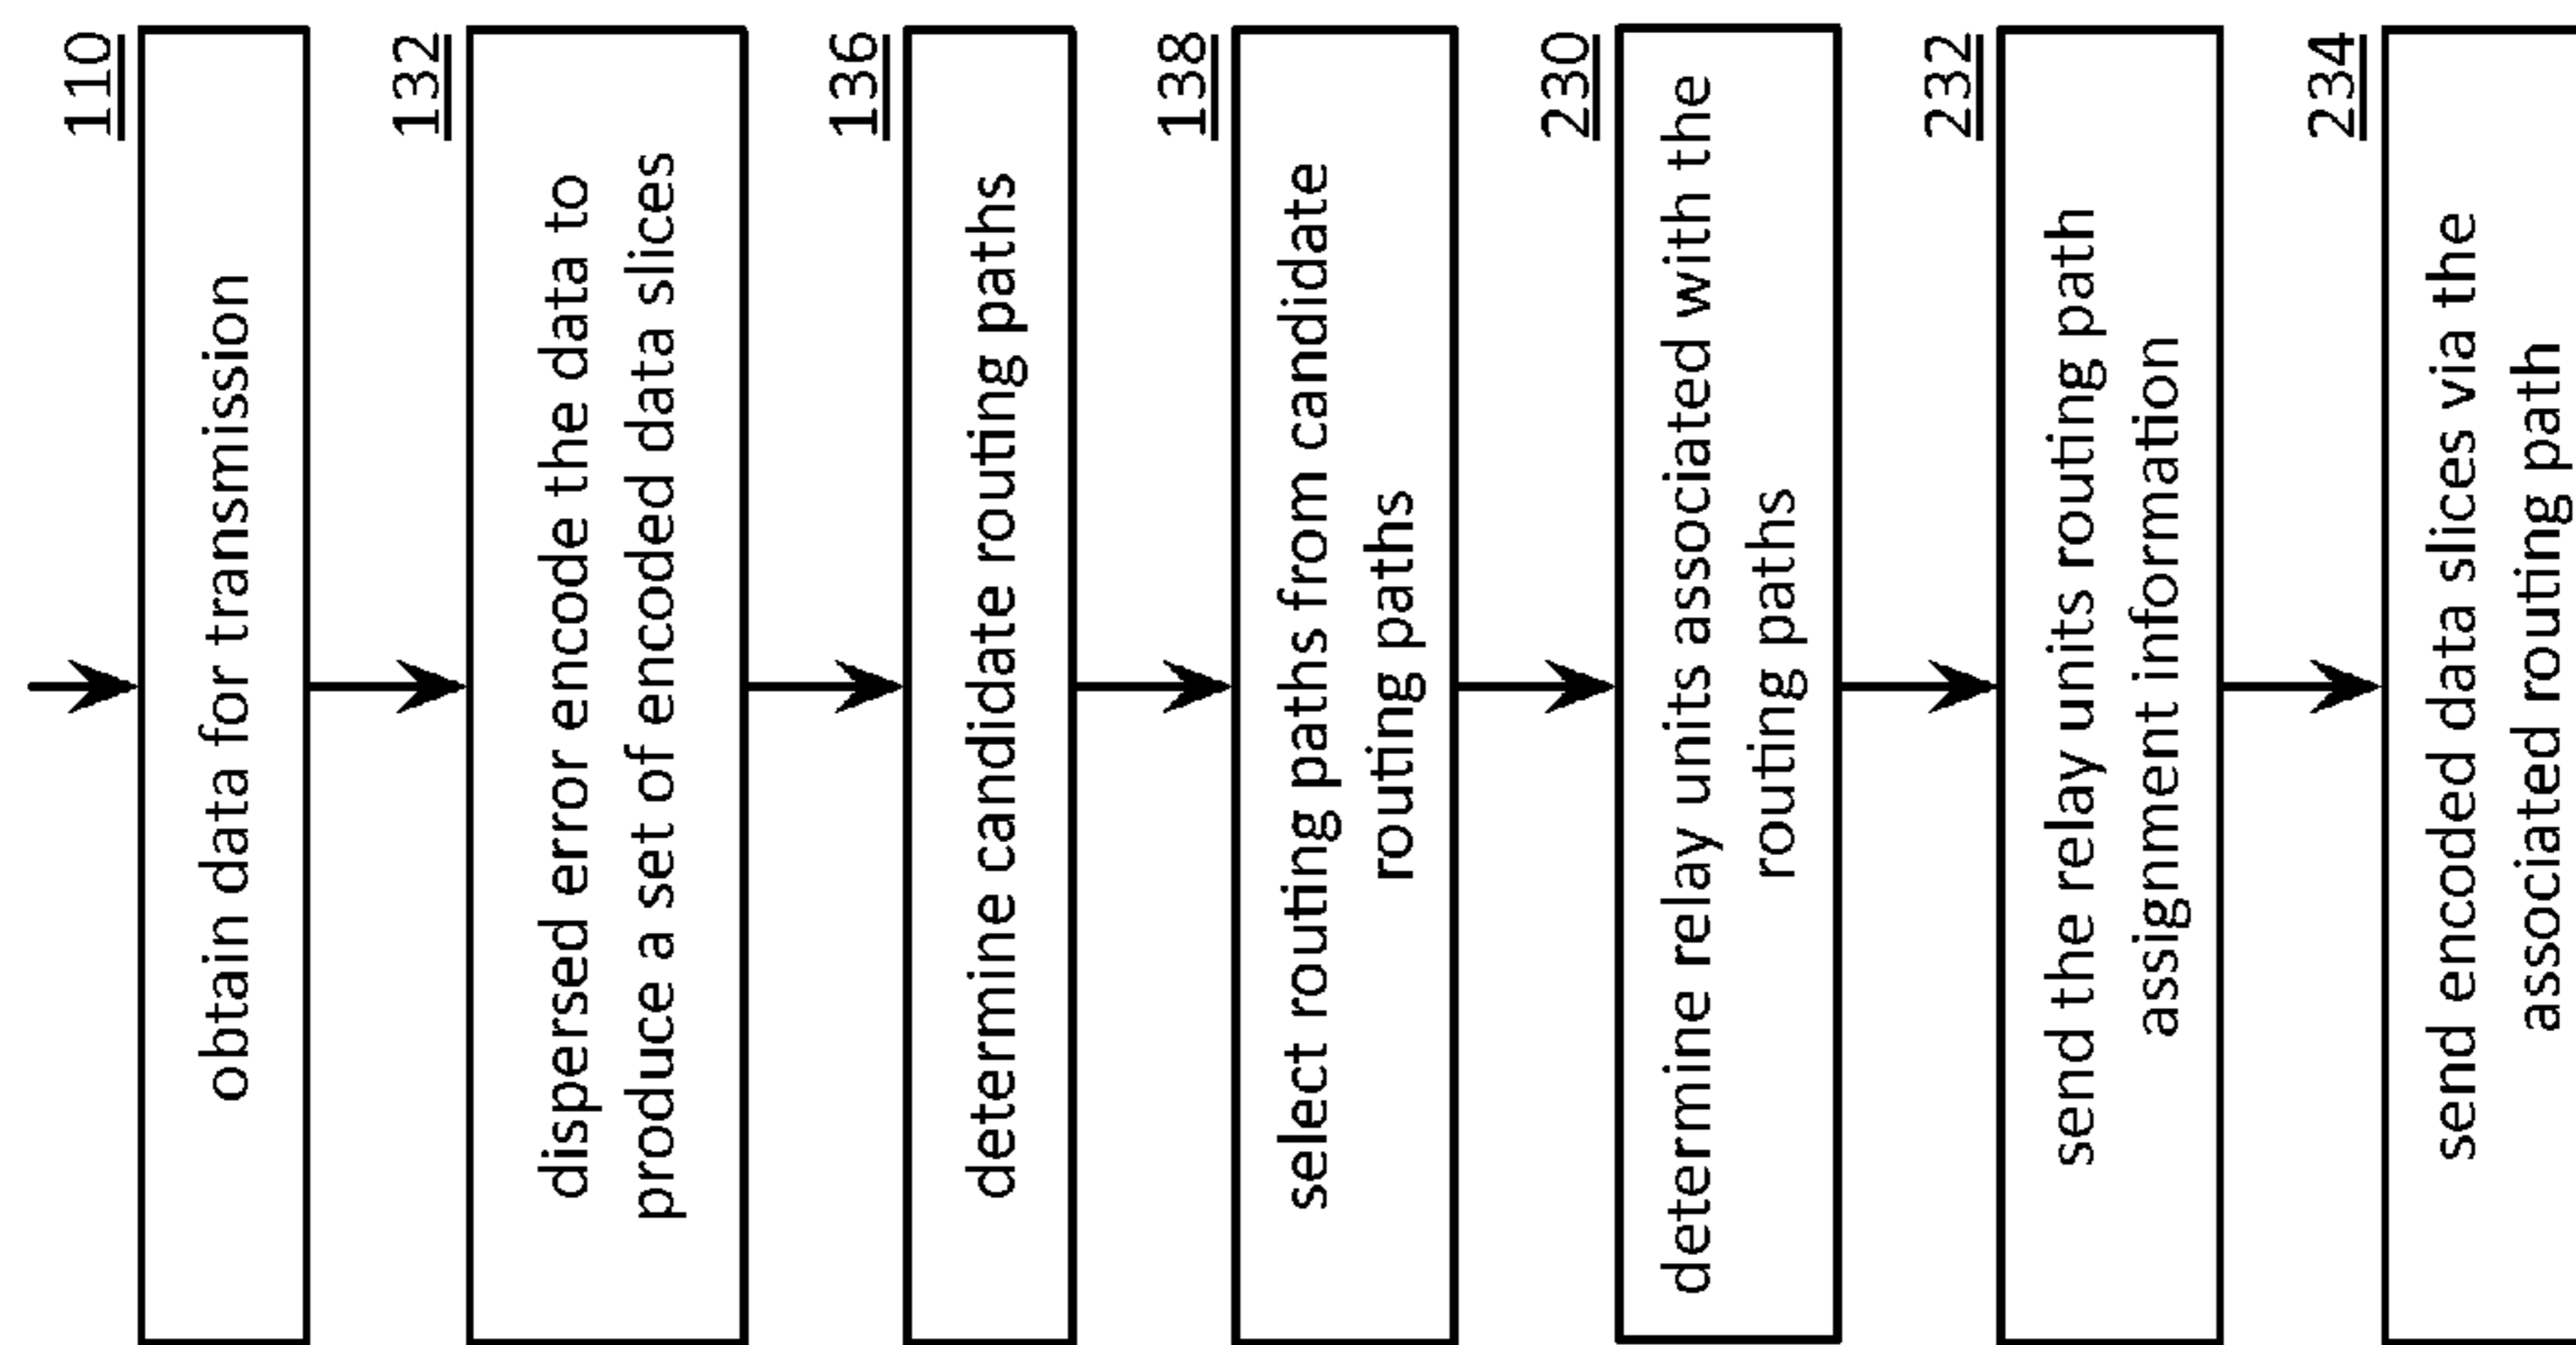 110
obtain data for transmission
132
dispersed error encode the data to
produce a set of encoded data slices
136
determine candidate routing paths
138
select routing paths from candidate
routing paths
230
determine relay units associated with the
routing paths
232
send the relay units routing path
assignment information
234
send encoded data slices via the
associated routing path